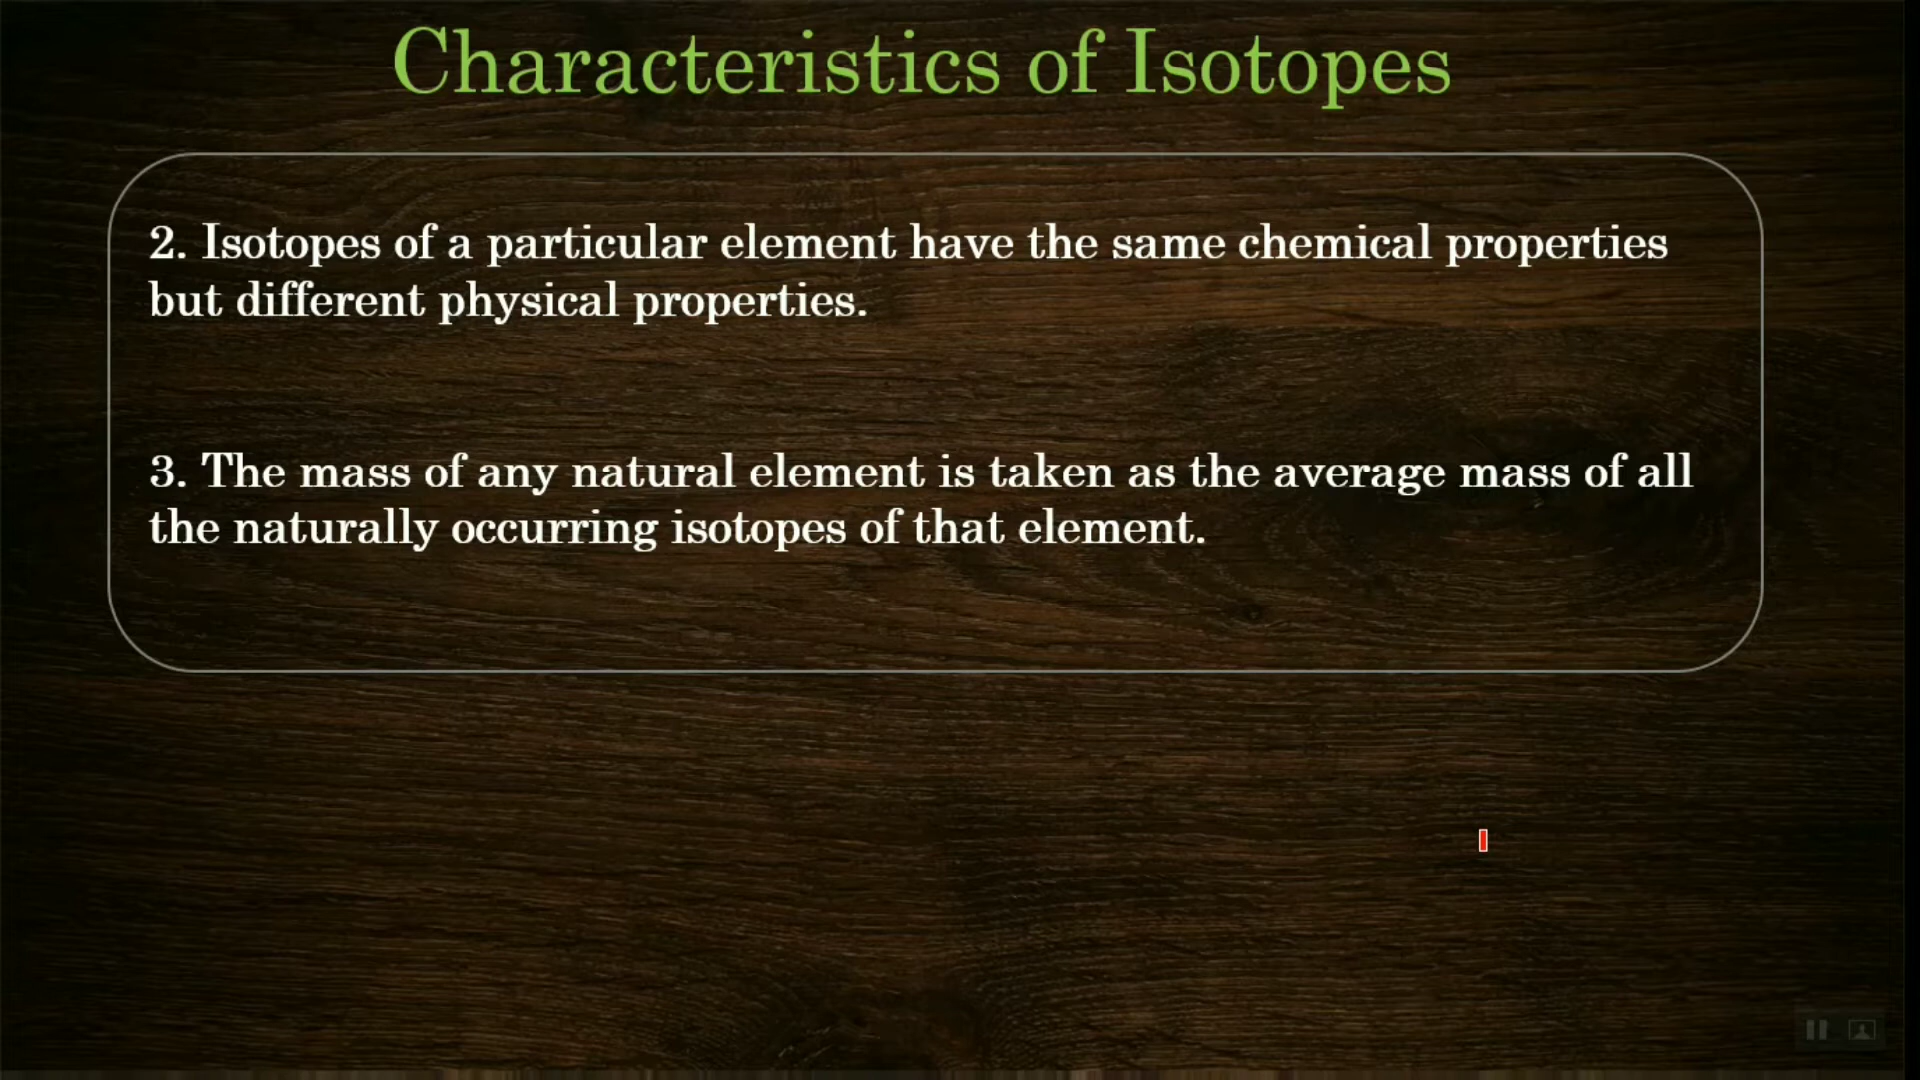 Characteristics of Isotopes
2. Isotopes of a particular element have the same chemical properties
but different physical properties.
3. The mass of any natural element is taken as the average mass of all
the naturally occurring isotopes of that element.